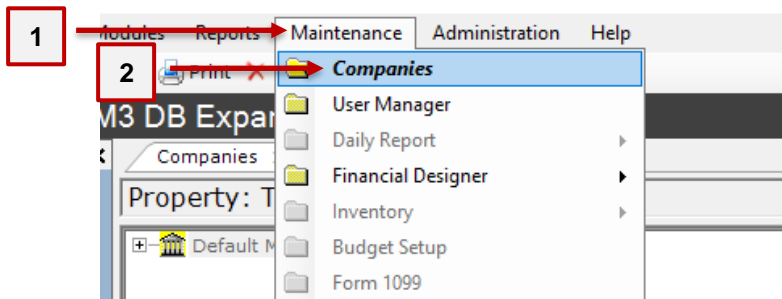 1
Modules Reports Maintenance Administration Help
2
Print
Companies
M3 DB Expan
User Manager
Daily Report
Companies
Financial Designer
Property: T
Inventory
Default M
Budget Setup
Form 1099